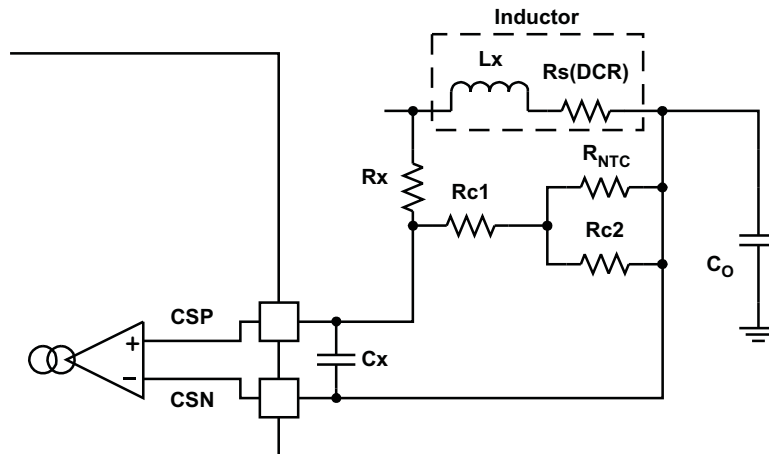 Inductor
Lx
Rs(DCR)
RNTC
Rx
Rc1
Rc2
CO
CSP
+
Cx
–
CSN